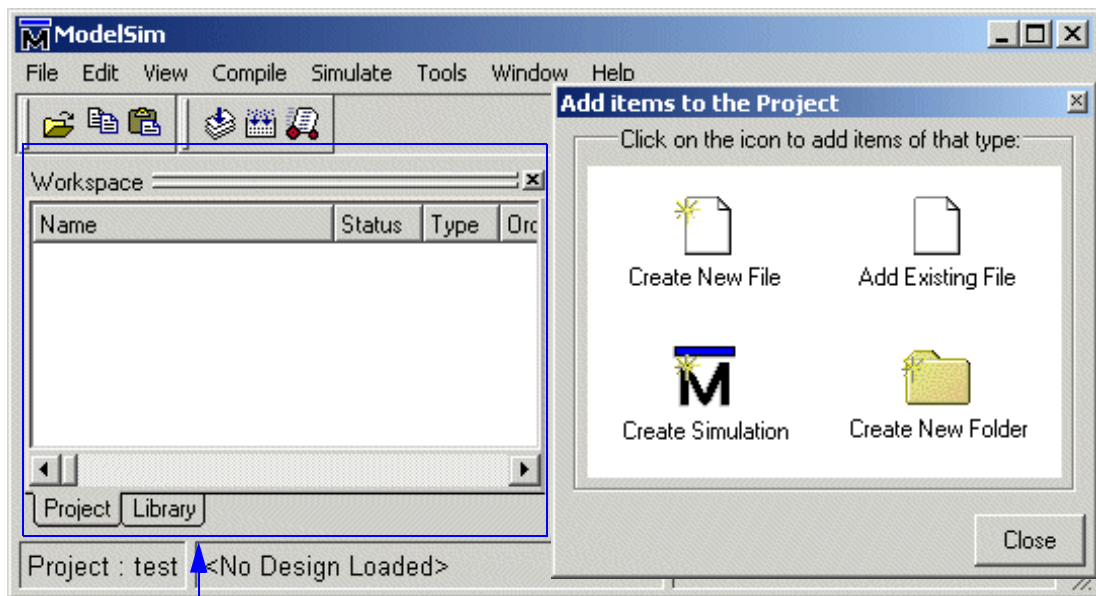 ModelSim
File Edit View Compile Simulate Tools Window Help
Add items to the Project
Click on the icon to add items of that type:
Workspace
Name Status Type Orc
Create New File Add Existing File
Create Simulation Create New Folder
Project Library
Close
Project : test <No Design Loaded>